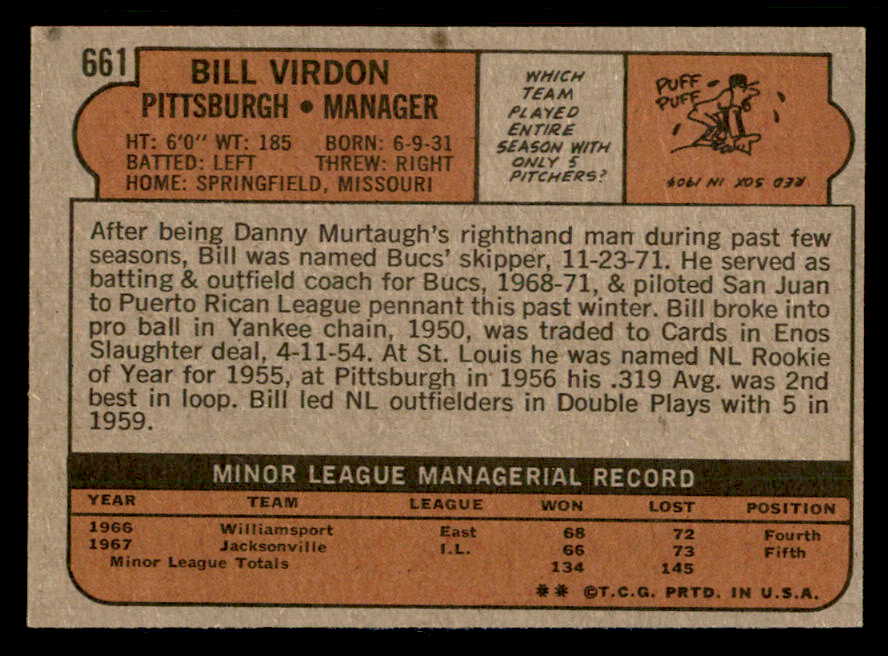 661
BILL VIRDON
PITTSBURGH • MANAGER
HT: 6'0" WT: 185 BORN: 6-9-31
BATTED: LEFT THREW: RIGHT
HOME: SPRINGFIELD, MISSOURI
WHICH
TEAM
PLAYED
ENTIRE
SEASON WITH
ONLY 5
PITCHERS?
PUFF
PUFF
RED SOX IN 1904
After being Danny Murtaugh's righthand man during past few
seasons, Bill was named Bucs' skipper, 11-23-71. He served as
batting & outfield coach for Bucs, 1968-71, & piloted San Juan
to Puerto Rican League pennant this past winter. Bill broke into
pro ball in Yankee chain, 1950, was traded to Cards in Enos
Slaughter deal, 4-11-54. At St. Louis he was named NL Rookie
of Year for 1955, at Pittsburgh in 1956 his .319 Avg. was 2nd
best in loop. Bill led NL outfielders in Double Plays with 5 in
1959.
MINOR LEAGUE MANAGERIAL RECORD
YEAR TEAM LEAGUE WON LOST POSITION
1966 Williamsport East 68 72 Fourth
1967 Jacksonville I.L. 66 73 Fifth
Minor League Totals 134 145
** ©T.C.G. PRTD. IN U.S.A.